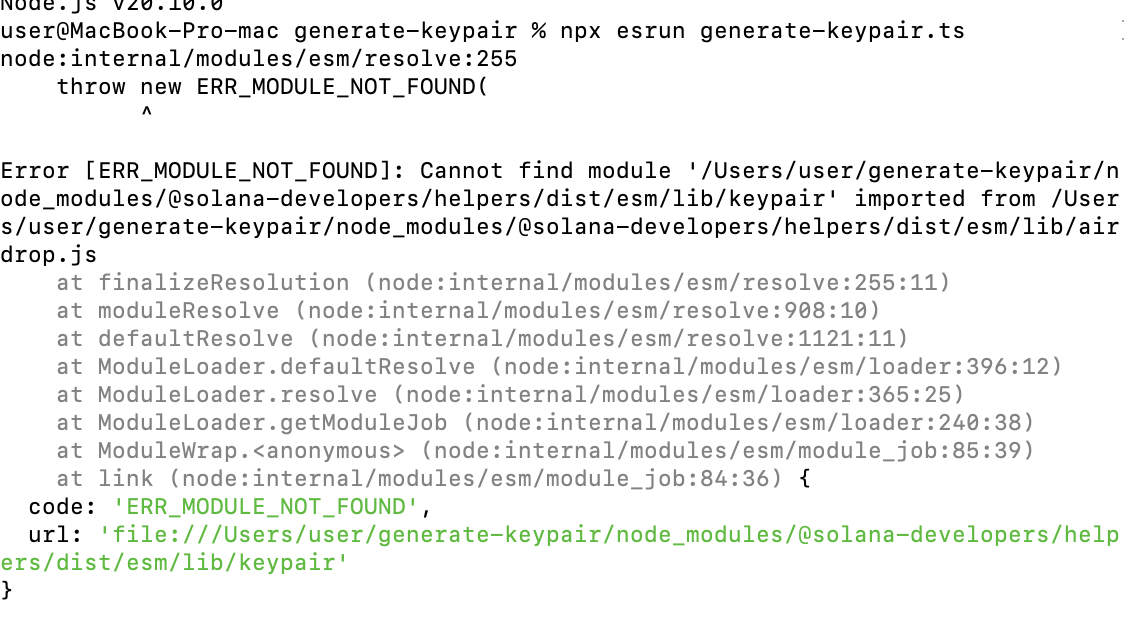 Node.js v20.10.0
user@MacBook-Pro-mac generate-keypair % npx esrun generate-keypair.ts
node:internal/modules/esm/resolve:255
    throw new ERR_MODULE_NOT_FOUND(
          ^
Error [ERR_MODULE_NOT_FOUND]: Cannot find module '/Users/user/generate-keypair/n
ode_modules/@solana-developers/helpers/dist/esm/lib/keypair' imported from /User
s/user/generate-keypair/node_modules/@solana-developers/helpers/dist/esm/lib/air
drop.js
    at finalizeResolution (node:internal/modules/esm/resolve:255:11)
    at moduleResolve (node:internal/modules/esm/resolve:908:10)
    at defaultResolve (node:internal/modules/esm/resolve:1121:11)
    at ModuleLoader.defaultResolve (node:internal/modules/esm/loader:396:12)
    at ModuleLoader.resolve (node:internal/modules/esm/loader:365:25)
    at ModuleLoader.getModuleJob (node:internal/modules/esm/loader:240:38)
    at ModuleWrap.<anonymous> (node:internal/modules/esm/module_job:85:39)
    at link (node:internal/modules/esm/module_job:84:36) {
  code: 'ERR_MODULE_NOT_FOUND',
  url: 'file:///Users/user/generate-keypair/node_modules/@solana-developers/help
ers/dist/esm/lib/keypair'
}